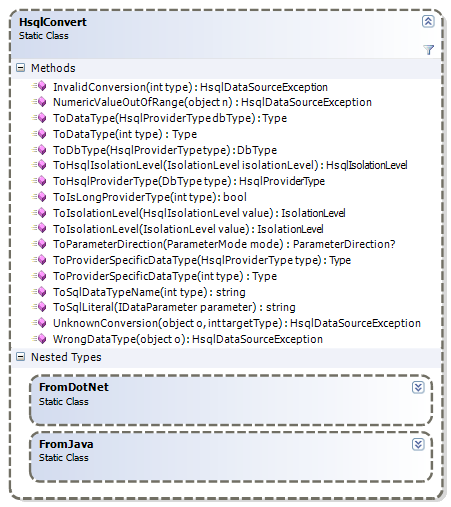 HsqlConvert
Static Class
Methods
InvalidConversion(int type) : HsqlDataSourceException
NumericValueOutOfRange(object n) : HsqlDataSourceException
ToDataType(HsqlProviderType dbType) : Type
ToDataType(int type) : Type
ToDbType(HsqlProviderType type) : DbType
ToHsqlIsolationLevel(IsolationLevel isolationLevel) : HsqlIsolationLevel
ToHsqlProviderType(DbType type) : HsqlProviderType
ToIsLongProviderType(int type) : bool
ToIsolationLevel(HsqlIsolationLevel value) : IsolationLevel
ToIsolationLevel(IsolationLevel value) : IsolationLevel
ToParameterDirection(ParameterMode mode) : ParameterDirection?
ToProviderSpecificDataType(HsqlProviderType type) : Type
ToProviderSpecificDataType(int type) : Type
ToSqlDataTypeName(int type) : string
ToSqlLiteral(IDataParameter parameter) : string
UnknownConversion(object o, int targetType) : HsqlDataSourceException
WrongDataType(object o) : HsqlDataSourceException
Nested Types
FromDotNet
Static Class
FromJava
Static Class